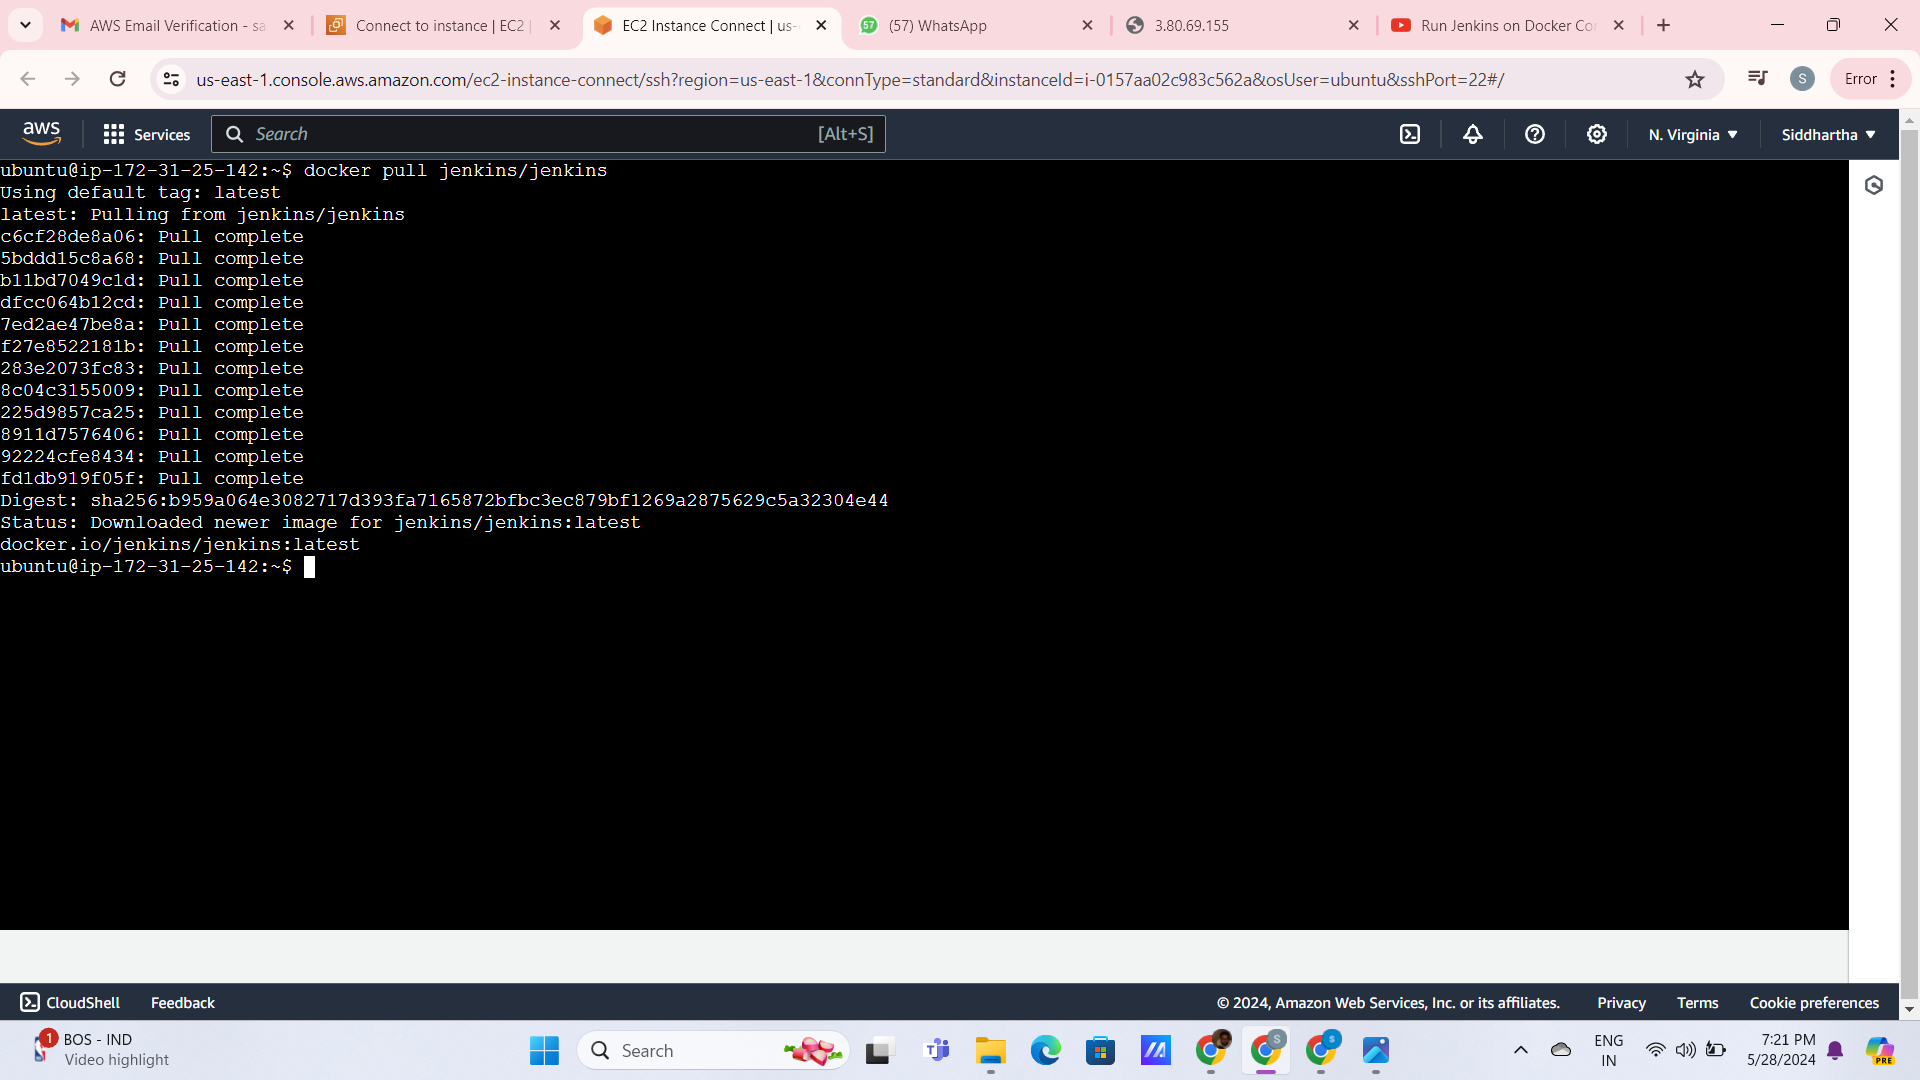 AWS Email Verification - sa
Connect to instance | EC2 |
EC2 Instance Connect | us-
57
(57) WhatsApp
3.80.69.155
Run Jenkins on Docker Co
us-east-1.console.aws.amazon.com/ec2-instance-connect/ssh?region=us-east-1&connType=standard&instanceId=i-0157aa02c983c562a&osUser=ubuntu&sshPort=22#/
S
Error
aws
Services
Search
[Alt+S]
N. Virginia
Siddhartha
ubuntu@ip-172-31-25-142:~$ docker pull jenkins/jenkins
Using default tag: latest
latest: Pulling from jenkins/jenkins
c6cf28de8a06: Pull complete
5bddd15c8a68: Pull complete
b11bd7049c1d: Pull complete
dfcc064b12cd: Pull complete
7ed2ae47be8a: Pull complete
f27e8522181b: Pull complete
283e2073fc83: Pull complete
8c04c3155009: Pull complete
225d9857ca25: Pull complete
8911d7576406: Pull complete
92224cfe8434: Pull complete
fd1db919f05f: Pull complete
Digest: sha256:b959a064e3082717d393fa7165872bfbc3ec879bf1269a2875629c5a32304e44
Status: Downloaded newer image for jenkins/jenkins:latest
docker.io/jenkins/jenkins:latest
ubuntu@ip-172-31-25-142:~$
CloudShell
Feedback
© 2024, Amazon Web Services, Inc. or its affiliates.
Privacy
Terms
Cookie preferences
1
BOS - IND
Video highlight
Search
S
s
ENG
IN
7:21 PM
5/28/2024
PRE